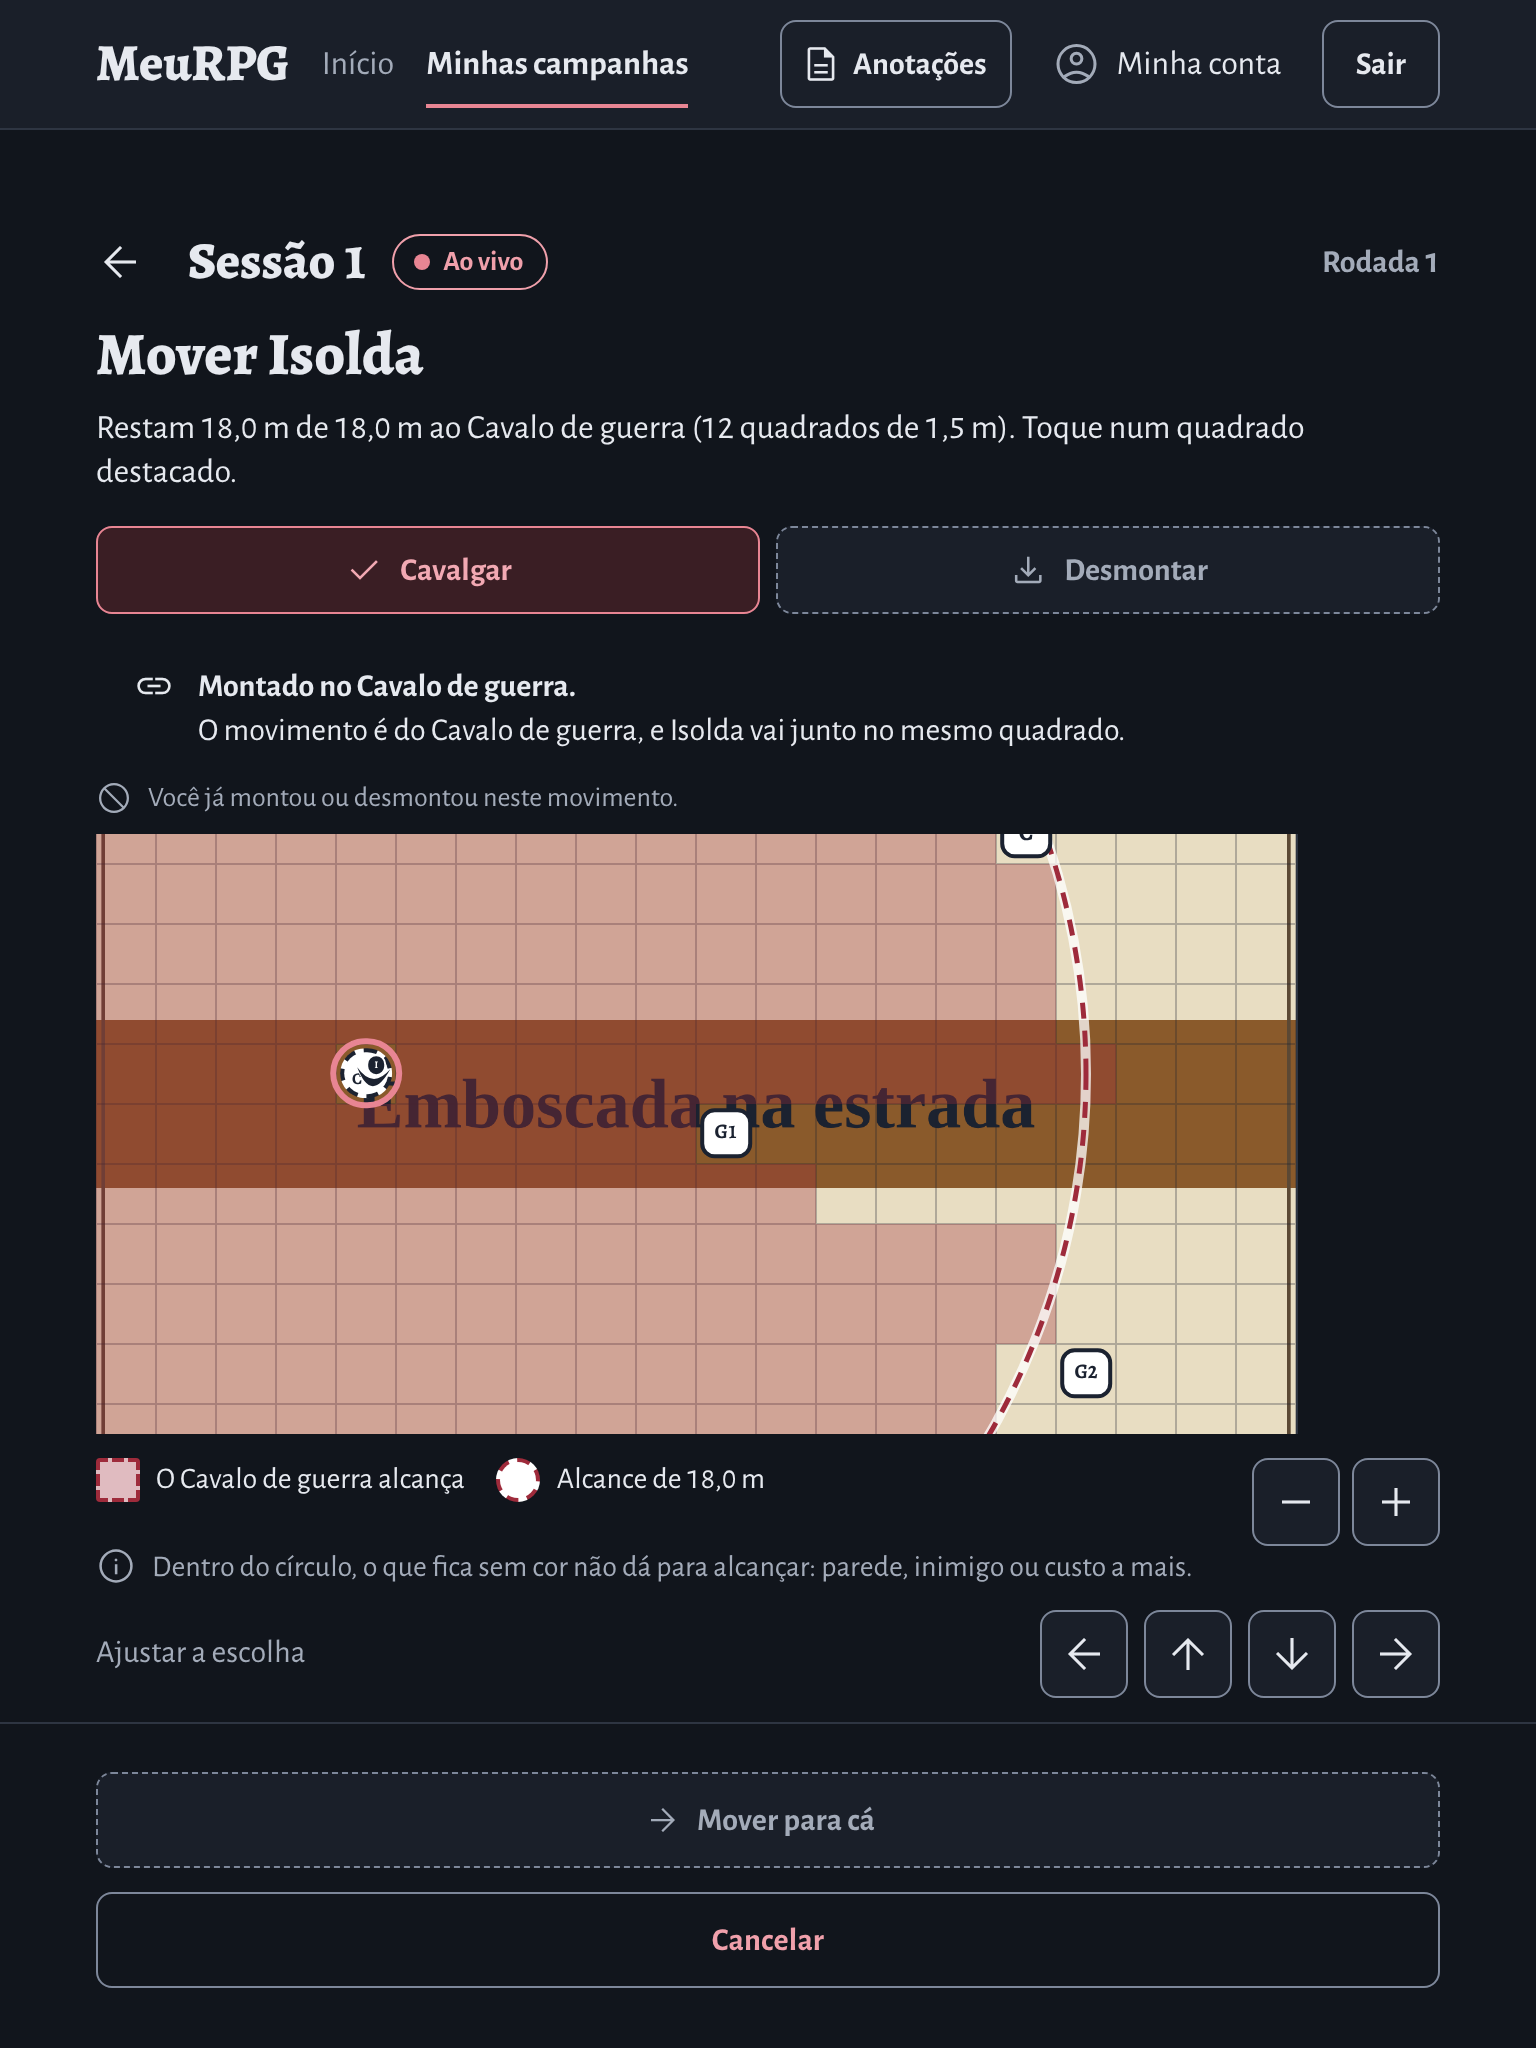 MeuRPG Início Minhas campanhas Anotações Minha conta Sair
Sessão 1 Ao vivo Rodada 1
Mover Isolda
Restam 18,0 m de 18,0 m ao Cavalo de guerra (12 quadrados de 1,5 m). Toque num quadrado
destacado.
Cavalgar Desmontar
Montado no Cavalo de guerra.
O movimento é do Cavalo de guerra, e Isolda vai junto no mesmo quadrado.
Você já montou ou desmontou neste movimento.
I
C
Emboscada na estrada
G1
G2
O Cavalo de guerra alcança Alcance de 18,0 m
Dentro do círculo, o que fica sem cor não dá para alcançar: parede, inimigo ou custo a mais.
Ajustar a escolha
Mover para cá
Cancelar